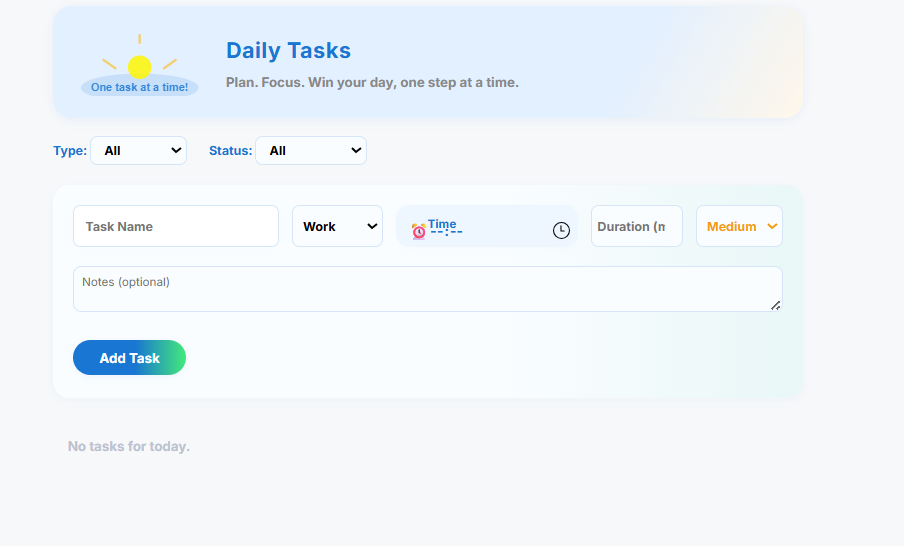 Daily Tasks
Plan. Focus. Win your day, one step at a time.
One task at a time!
Type: All Status: All
Task Name Work Time --:-- Duration (m Medium
Notes (optional)
Add Task
No tasks for today.